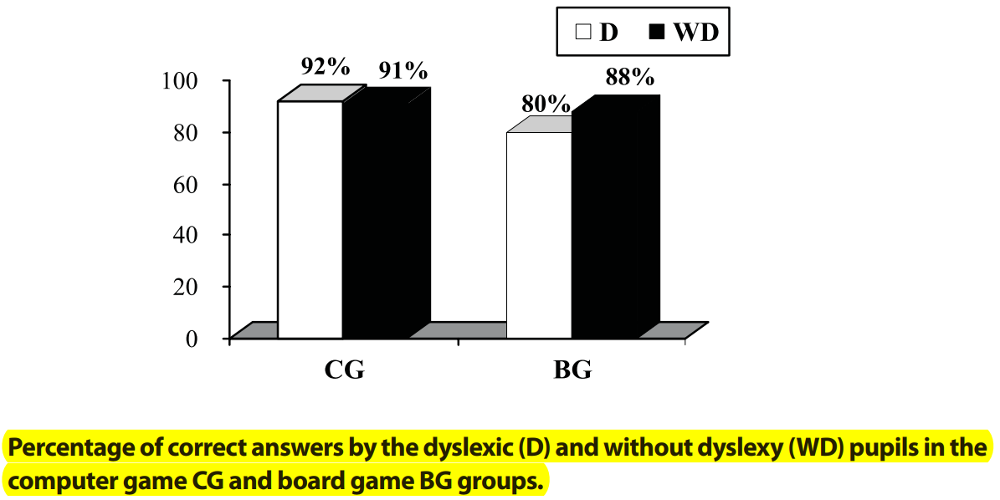 D WD
92% 91% 80% 88%
100
80
60
40
20
0
CG BG
Percentage of correct answers by the dyslexic (D) and without dyslexy (WD) pupils in the
computer game CG and board game BG groups.